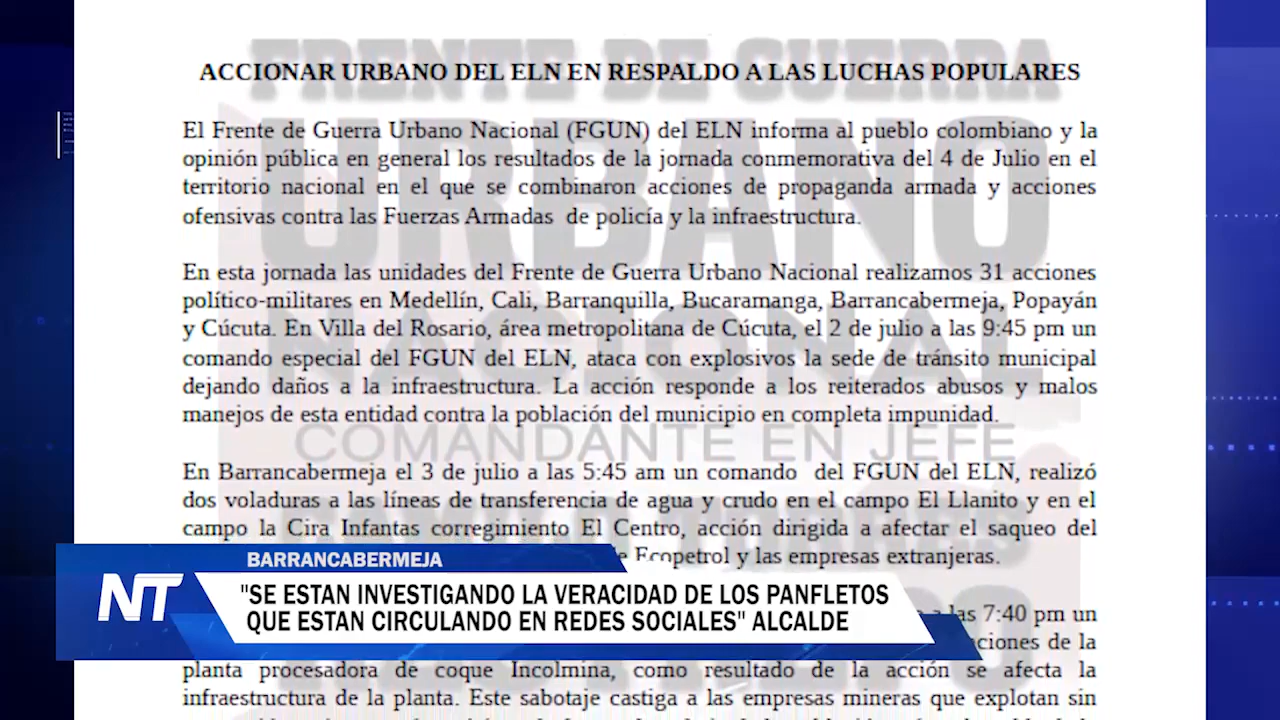 FRENTE DE GUERRA
ACCIONAR URBANO DEL ELN EN RESPALDO A LAS LUCHAS POPULARES
El Frente de Guerra Urbano Nacional (FGUN) del ELN informa al pueblo colombiano y la
opinión pública en general los resultados de la jornada conmemorativa del 4 de Julio en el
territorio nacional en el que se combinaron acciones de propaganda armada y acciones
ofensivas contra las Fuerzas Armadas de policía y la infraestructura.
URBANO
En esta jornada las unidades del Frente de Guerra Urbano Nacional realizamos 31 acciones
político-militares en Medellín, Cali, Barranquilla, Bucaramanga, Barrancabermeja, Popayán
y Cúcuta. En Villa del Rosario, área metropolitana de Cúcuta, el 2 de julio a las 9:45 pm un
comando especial del FGUN del ELN, ataca con explosivos la sede de tránsito municipal
dejando daños a la infraestructura. La acción responde a los reiterados abusos y malos
manejos de esta entidad contra la población del municipio en completa impunidad.
NACIONAL
COMANDANTE EN JEFE
En Barrancabermeja el 3 de julio a las 5:45 am un comando del FGUN del ELN, realizó
dos voladuras a las líneas de transferencia de agua y crudo en el campo El Llanito y en el
campo la Cira Infantas corregimiento El Centro, acción dirigida a afectar el saqueo del
Ecopetrol y las empresas extranjeras.
a las 7:40 pm un
de la
planta procesadora de coque Incolmina, como resultado de la acción se afecta la
infraestructura de la planta. Este sabotaje castiga a las empresas mineras que explotan sin
BARRANCABERMEJA
NT
"SE ESTAN INVESTIGANDO LA VERACIDAD DE LOS PANFLETOS
QUE ESTAN CIRCULANDO EN REDES SOCIALES" ALCALDE